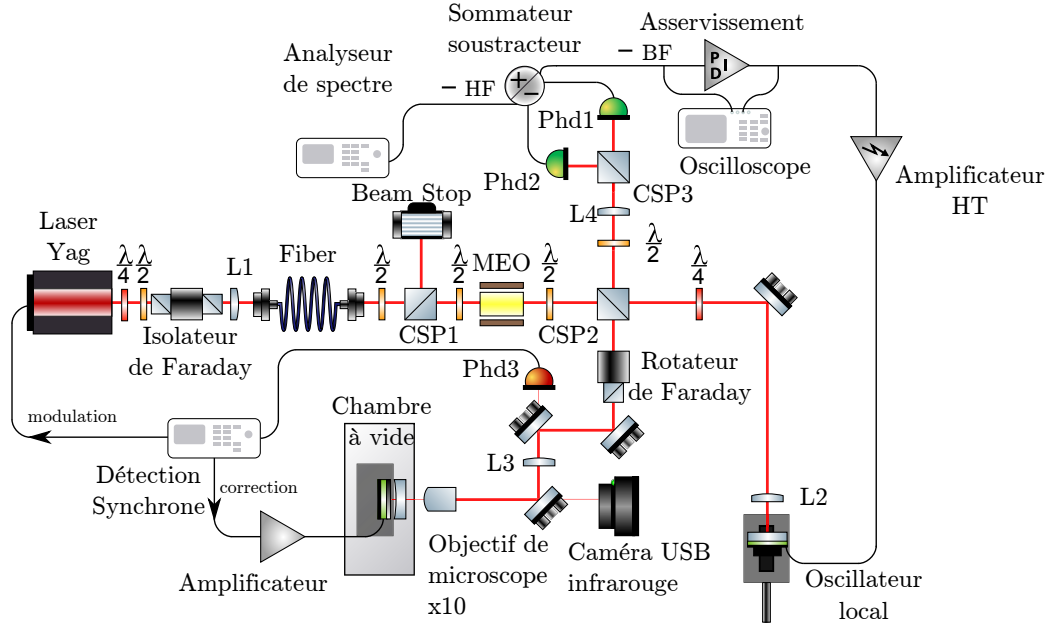 Sommateur
soustracteur
Asservissement
− BF
PID
Analyseur
de spectre
− HF
+ −
Phd1
Phd2
Oscilloscope
CSP3
Amplificateur
HT
Beam Stop
L4
λ/2
Laser
Yag
λ/4
λ/2
L1
Fiber
λ/2
λ/2
MEO
λ/2
λ/4
CSP1
CSP2
Isolateur
de Faraday
Rotateur
de Faraday
Phd3
modulation
Chambre
à vide
L3
Détection
Synchrone
correction
L2
Amplificateur
Objectif de
microscope
x10
Caméra USB
infrarouge
Oscillateur
local